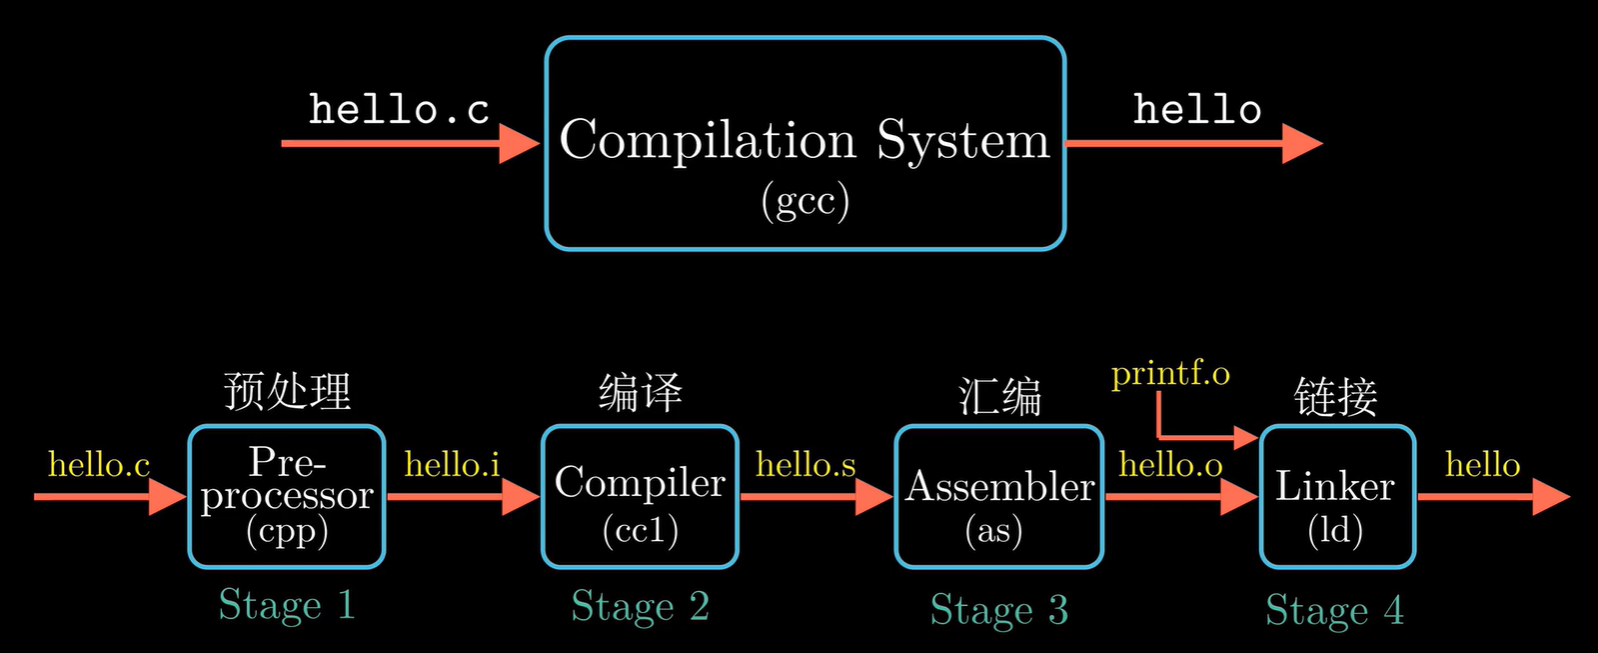 hello.c
Compilation System
(gcc)
hello
预处理
编译
汇编
printf.o
链接
hello.c
Pre-
processor
(cpp)
hello.i
Compiler
(cc1)
hello.s
Assembler
(as)
hello.o
Linker
(ld)
hello
Stage 1
Stage 2
Stage 3
Stage 4